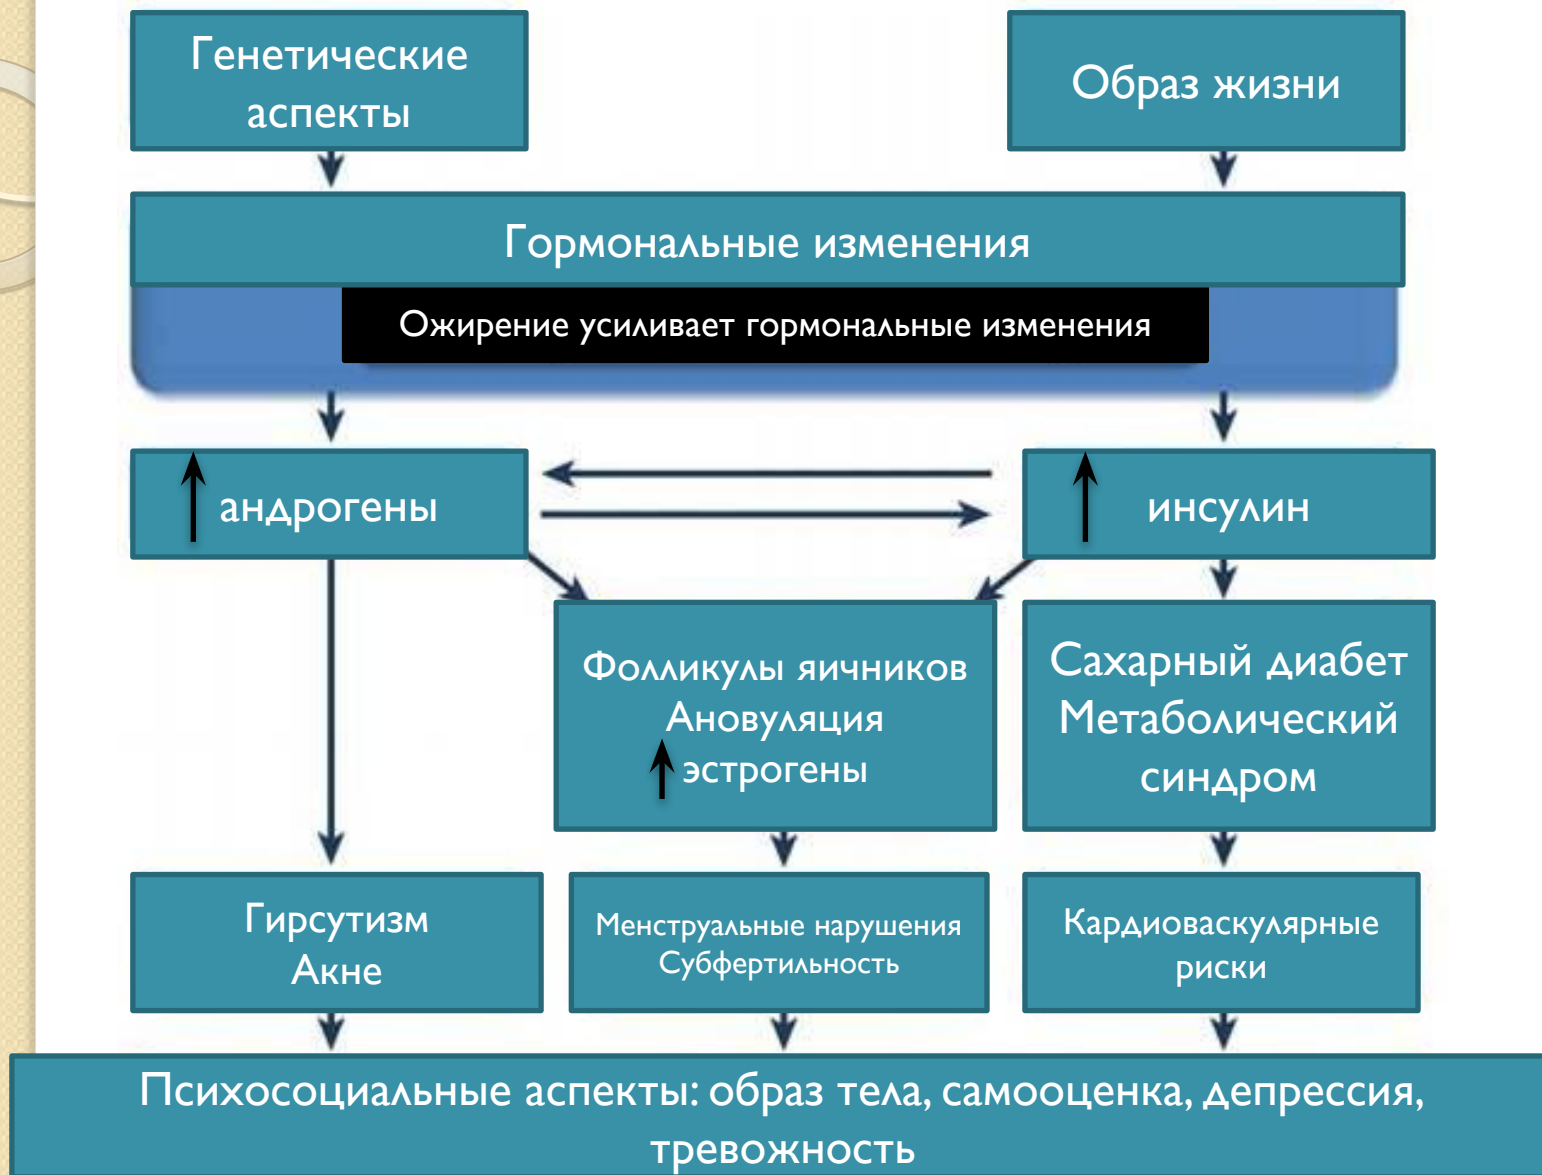 Генетические
аспекты
Образ жизни
Гормональные изменения
Ожирение усиливает гормональные изменения
андрогены
инсулин
Фолликулы яичников
Ановуляция
эстрогены
Сахарный диабет
Метаболический
синдром
Гирсутизм
Акне
Менструальные нарушения
Субфертильность
Кардиоваскулярные
риски
Психосоциальные аспекты: образ тела, самооценка, депрессия,
тревожность